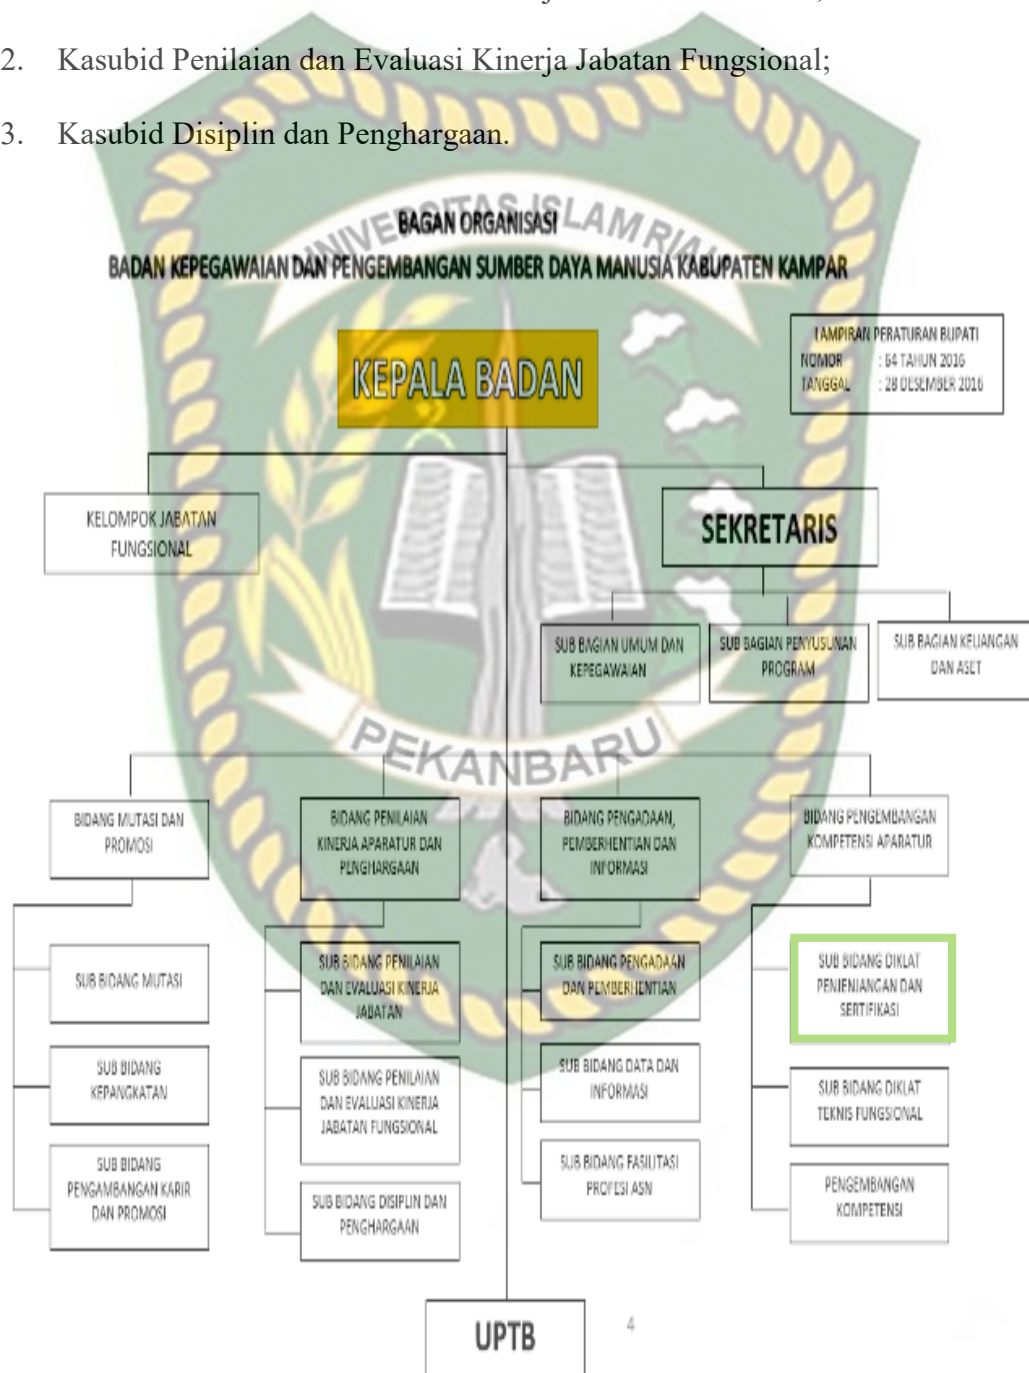 2. Kasubid Penilaian dan Evaluasi Kinerja Jabatan Fungsional;
3. Kasubid Disiplin dan Penghargaan.
UNIVERSITAS ISLAM RIAU
BAGAN ORGANISASI
BADAN KEPEGAWAIAN DAN PENGEMBANGAN SUMBER DAYA MANUSIA KABUPATEN KAMPAR
LAMPIRAN PERATURAN BUPATI
NOMOR : 64 TAHUN 2016
TANGGAL : 28 DESEMBER 2016
KEPALA BADAN
KELOMPOK JABATAN
FUNGSIONAL
SEKRETARIS
SUB BAGIAN UMUM DAN
KEPEGAWAIAN
SUB BAGIAN PENYUSUNAN
PROGRAM
SUB BAGIAN KEUANGAN
DAN ASET
PEKANBARU
BIDANG MUTASI DAN
PROMOSI
BIDANG PENILAIAN
KINERJA APARATUR DAN
PENGHARGAAN
BIDANG PENGADAAN,
PEMBERHENTIAN DAN
INFORMASI
BIDANG PENGEMBANGAN
KOMPETENSI APARATUR
SUB BIDANG MUTASI
SUB BIDANG PENILAIAN
DAN EVALUASI KINERJA
JABATAN
SUB BIDANG PENGADAAN
DAN PEMBERHENTIAN
SUB BIDANG DIKLAT
PENJENJANGAN DAN
SERTIFIKASI
SUB BIDANG
KEPANGKATAN
SUB BIDANG PENILAIAN
DAN EVALUASI KINERJA
JABATAN FUNGSIONAL
SUB BIDANG DATA DAN
INFORMASI
SUB BIDANG DIKLAT
TEKNIS FUNGSIONAL
SUB BIDANG
PENGAMBANGAN KARIR
DAN PROMOSI
SUB BIDANG DISIPLIN DAN
PENGHARGAAN
SUB BIDANG FASILITASI
PROFESI ASN
PENGEMBANGAN
KOMPETENSI
UPTB
4